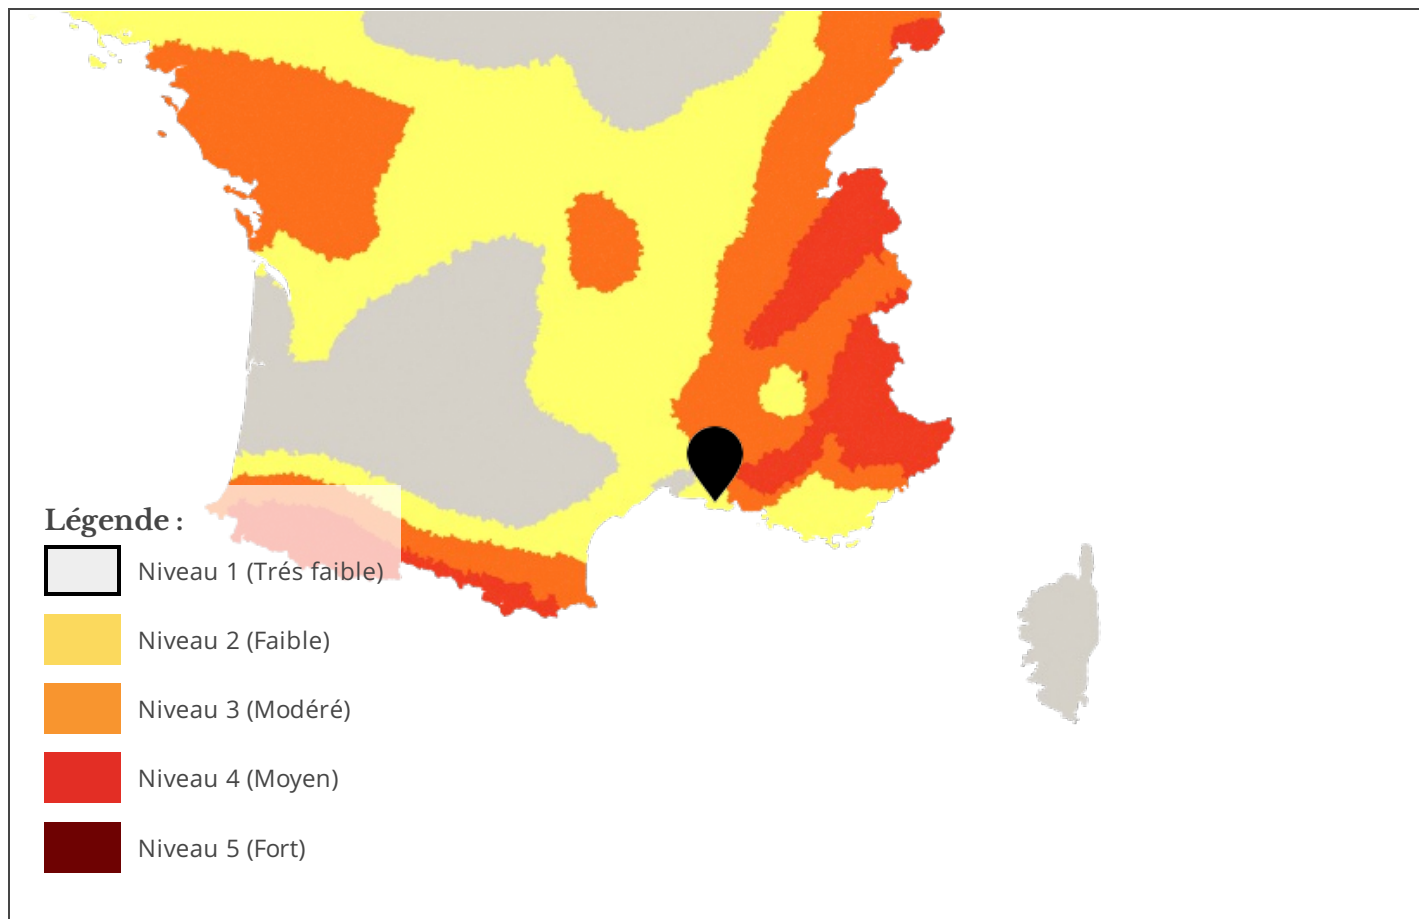 Légende :
Niveau 1 (Trés faible)
Niveau 2 (Faible)
Niveau 3 (Modéré)
Niveau 4 (Moyen)
Niveau 5 (Fort)